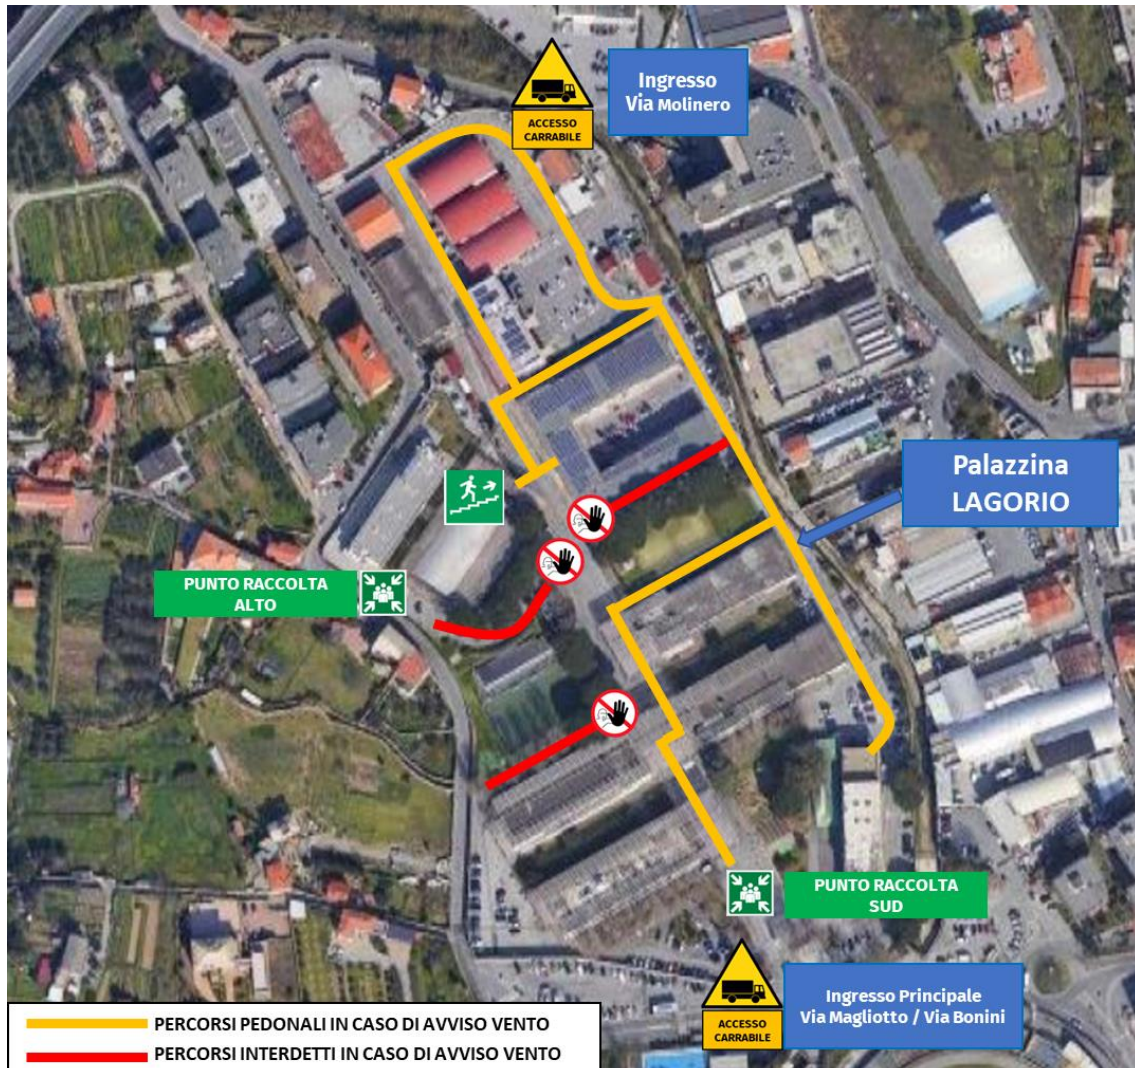 Ingresso
Via Molinero
ACCESSO
CARRABILE
Palazzina
LAGORIO
PUNTO RACCOLTA
ALTO
PUNTO RACCOLTA
SUD
ACCESSO
CARRABILE
Ingresso Principale
Via Magliotto / Via Bonini
PERCORSI PEDONALI IN CASO DI AVVISO VENTO
PERCORSI INTERDETTI IN CASO DI AVVISO VENTO